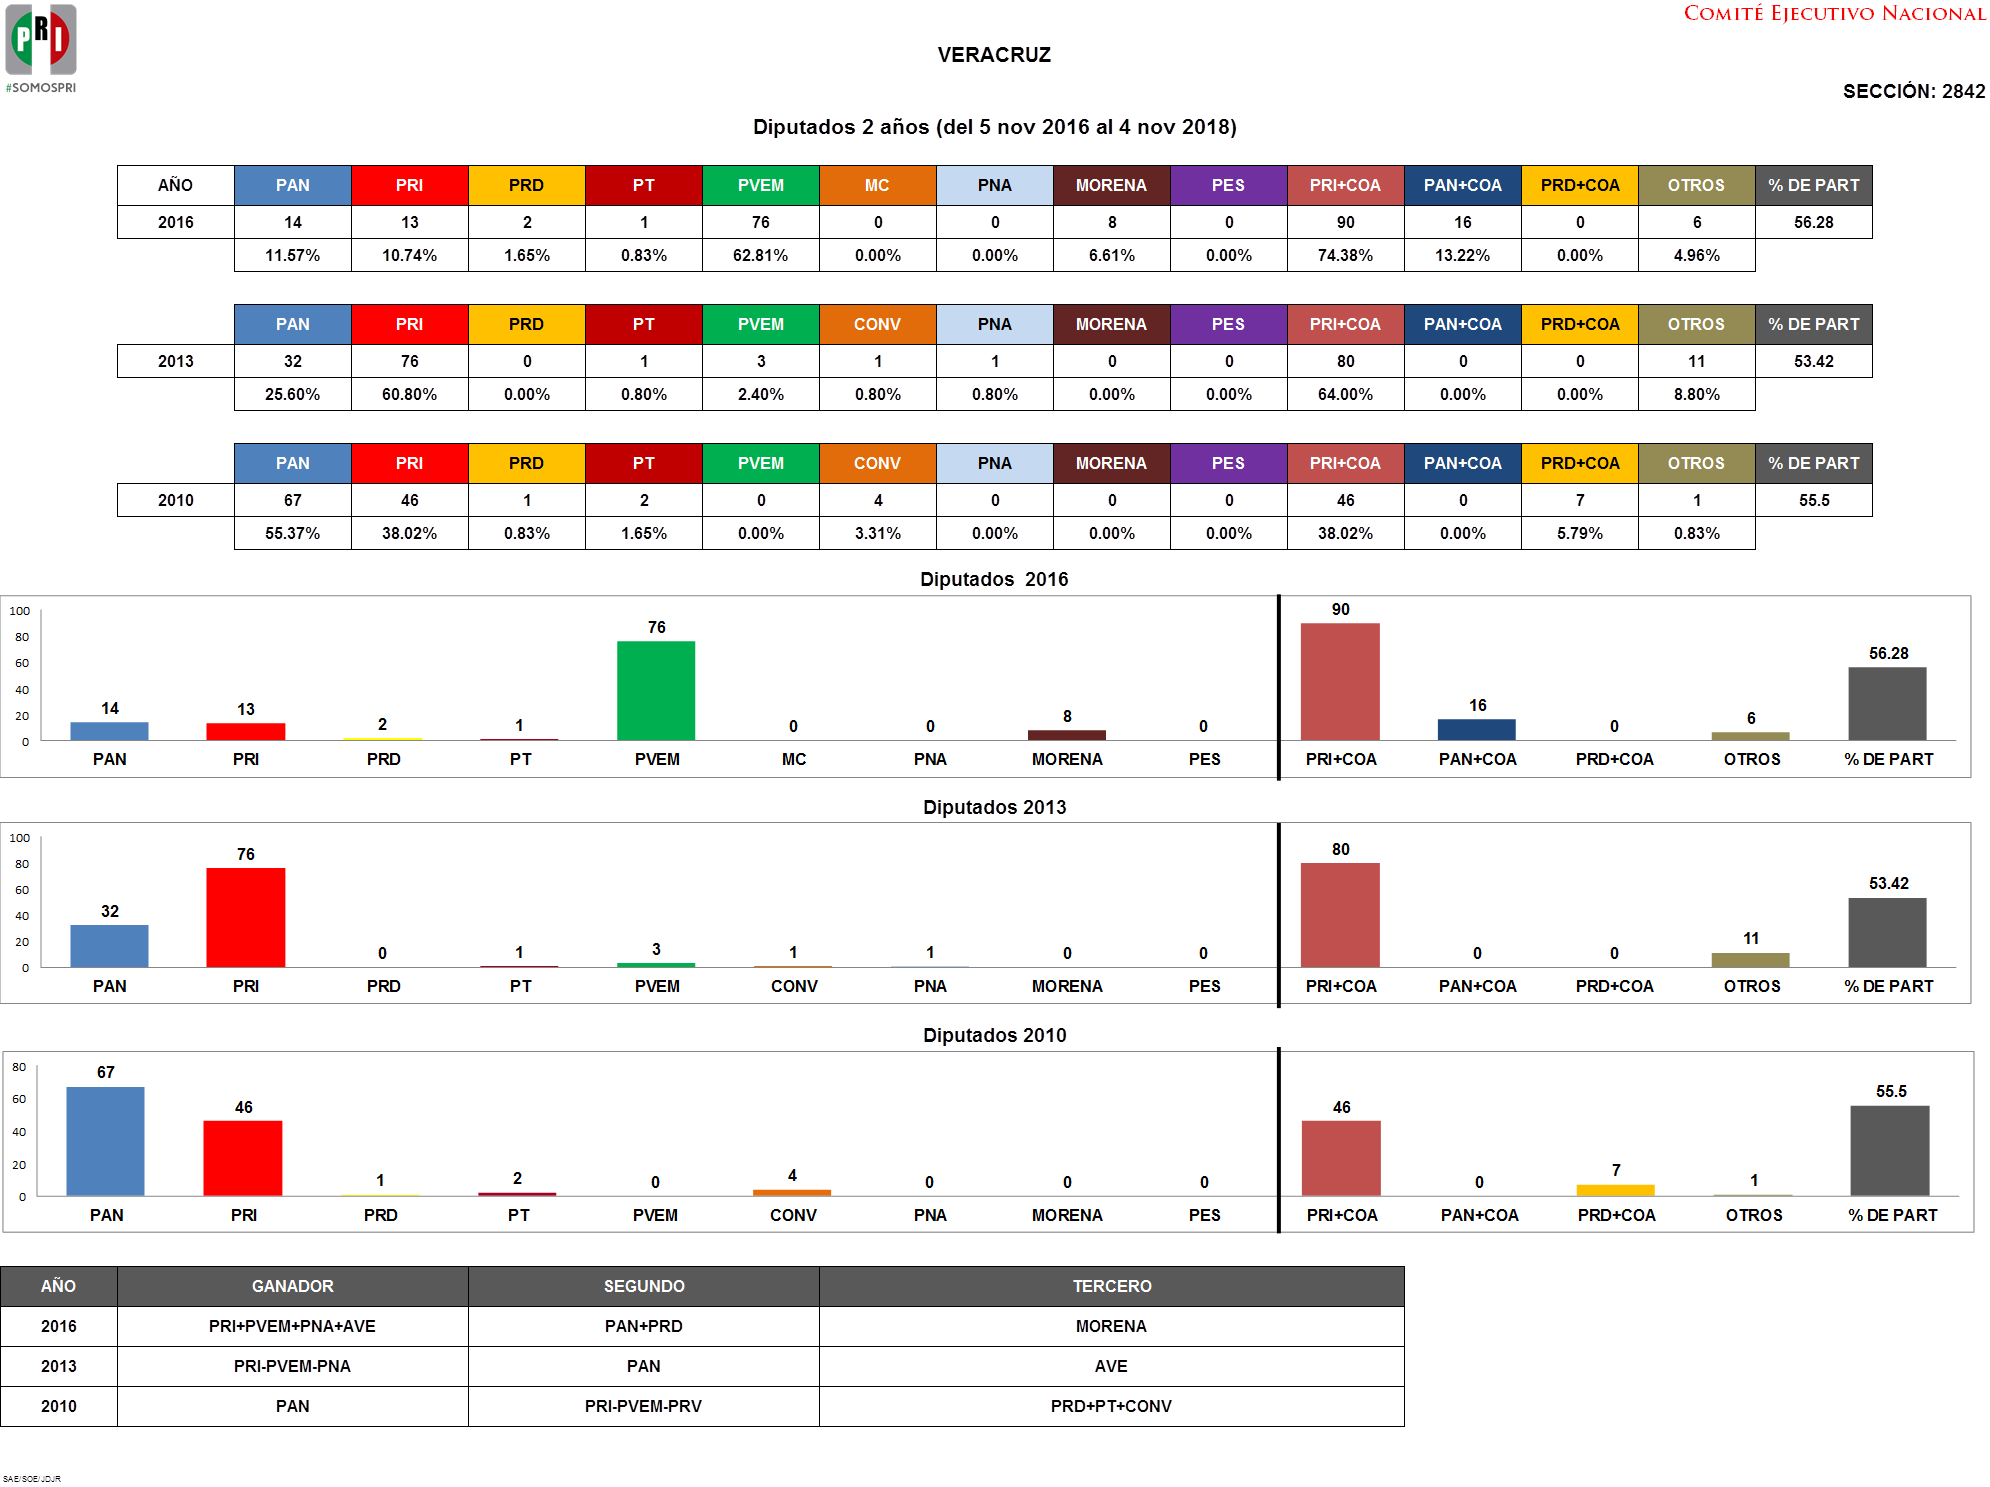 PRI
#SOMOSPRI
COMITÉ EJECUTIVO NACIONAL
VERACRUZ
SECCIÓN: 2842
Diputados 2 años (del 5 nov 2016 al 4 nov 2018)
AÑO PAN PRI PRD PT PVEM MC PNA MORENA PES PRI+COA PAN+COA PRD+COA OTROS % DE PART
2016 14 13 2 1 76 0 0 8 0 90 16 0 6 56.28
11.57% 10.74% 1.65% 0.83% 62.81% 0.00% 0.00% 6.61% 0.00% 74.38% 13.22% 0.00% 4.96%
PAN PRI PRD PT PVEM CONV PNA MORENA PES PRI+COA PAN+COA PRD+COA OTROS % DE PART
2013 32 76 0 1 3 1 1 0 0 80 0 0 11 53.42
25.60% 60.80% 0.00% 0.80% 2.40% 0.80% 0.80% 0.00% 0.00% 64.00% 0.00% 0.00% 8.80%
PAN PRI PRD PT PVEM CONV PNA MORENA PES PRI+COA PAN+COA PRD+COA OTROS % DE PART
2010 67 46 1 2 0 4 0 0 0 46 0 7 1 55.5
55.37% 38.02% 0.83% 1.65% 0.00% 3.31% 0.00% 0.00% 0.00% 38.02% 0.00% 5.79% 0.83%
Diputados 2016
100
80
60
40
20
0
14 13 2 1 76 0 0 8 0 90 16 0 6 56.28
PAN PRI PRD PT PVEM MC PNA MORENA PES PRI+COA PAN+COA PRD+COA OTROS % DE PART
Diputados 2013
100
80
60
40
20
0
32 76 0 1 3 1 1 0 0 80 0 0 11 53.42
PAN PRI PRD PT PVEM CONV PNA MORENA PES PRI+COA PAN+COA PRD+COA OTROS % DE PART
Diputados 2010
80
60
40
20
0
67 46 1 2 0 4 0 0 0 46 0 7 1 55.5
PAN PRI PRD PT PVEM CONV PNA MORENA PES PRI+COA PAN+COA PRD+COA OTROS % DE PART
AÑO GANADOR SEGUNDO TERCERO
2016 PRI+PVEM+PNA+AVE PAN+PRD MORENA
2013 PRI-PVEM-PNA PAN AVE
2010 PAN PRI-PVEM-PRV PRD+PT+CONV
SAE/SOE/JDJR